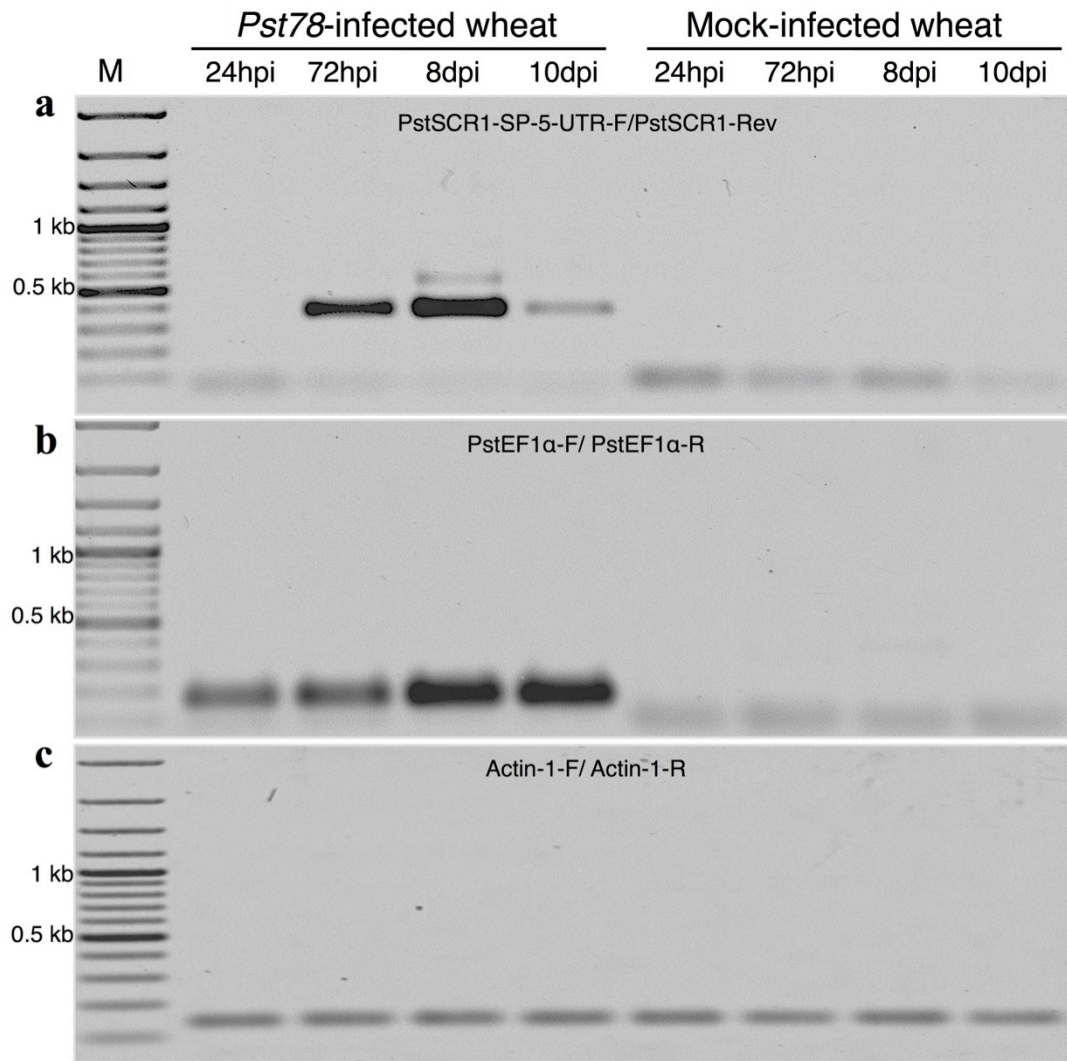 Pst78-infected wheat Mock-infected wheat
M 24hpi 72hpi 8dpi 10dpi 24hpi 72hpi 8dpi 10dpi
a
PstSCR1-SP-5-UTR-F/PstSCR1-Rev
1 kb
0.5 kb
b
PstEF1α-F/ PstEF1α-R
1 kb
0.5 kb
c
Actin-1-F/ Actin-1-R
1 kb
0.5 kb